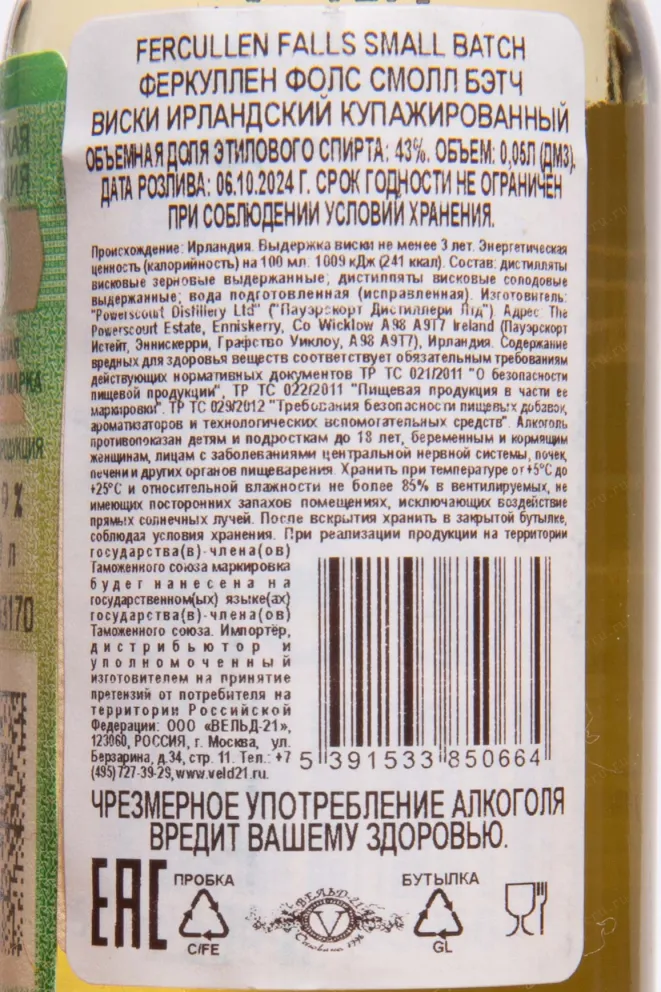 FERCULLEN FALLS SMALL BATCH
ФЕРКУЛЛЕН ФОЛС СМОЛЛ БЭТЧ
ВИСКИ ИРЛАНДСКИЙ КУПАЖИРОВАННЫЙ
ОБЪЕМНАЯ ДОЛЯ ЭТИЛОВОГО СПИРТА: 43%. ОБЪЕМ: 0,05Л (ДМ3).
ДАТА РОЗЛИВА: 06.10.2024 Г. СРОК ГОДНОСТИ НЕ ОГРАНИЧЕН
ПРИ СОБЛЮДЕНИИ УСЛОВИЙ ХРАНЕНИЯ.
Происхождение: Ирландия. Выдержка виски не менее 3 лет. Энергетическая
ценность (калорийность) на 100 мл: 1009 кДж (241 ккал). Состав: дистилляты
висковые зерновые выдержанные; дистилляты висковые солодовые
выдержанные; вода подготовленная (исправленная). Изготовитель:
"Powerscourt Distillery Ltd" ("Пауэрскорт Дистиллери Лтд"). Адрес: The
Powerscourt Estate, Enniskerry, Co Wicklow A98 A9T7 Ireland (Пауэрскорт
Истейт, Эннискерри, Графство Уиклоу, A98 A9T7), Ирландия. Содержание
вредных для здоровья веществ соответствует обязательным требованиям
действующих нормативных документов ТР ТС 021/2011 "О безопасности
пищевой продукции", ТР ТС 022/2011 "Пищевая продукция в части ее
маркировки". ТР ТС 029/2012 "Требования безопасности пищевых добавок,
ароматизаторов и технологических вспомогательных средств". Алкоголь
противопоказан детям и подросткам до 18 лет, беременным и кормящим
женщинам, лицам с заболеваниями центральной нервной системы, почек,
печени и других органов пищеварения. Хранить при температуре от +5°С до
+25°С и относительной влажности не более 85% в вентилируемых, не
имеющих посторонних запахов помещениях, исключающих воздействие
прямых солнечных лучей. После вскрытия хранить в закрытой бутылке,
соблюдая условия хранения. При реализации продукции на территории
государства(в)-члена(ов)
Таможенного союза маркировка
будет нанесена на
государственном(ых) языке(ах)
государства(в)-члена(ов)
Таможенного союза. Импортёр,
дистрибьютор и
уполномоченный
изготовителем на принятие
претензий от потребителя на
территории Российской
Федерации: ООО «ВЕЛЬД-21»,
123060, РОССИЯ, г. Москва, ул.
Берзарина, д.34, стр. 11. Тел.: +7
(495) 727-39-29, www.veld21.ru.
5 391533 850664
ЧРЕЗМЕРНОЕ УПОТРЕБЛЕНИЕ АЛКОГОЛЯ
ВРЕДИТ ВАШЕМУ ЗДОРОВЬЮ.
EAC
ПРОБКА
C/FE
ВЕЛЬД-21
V
Основано 1996
БУТЫЛКА
GL
МАРКА
9 %
л
3170